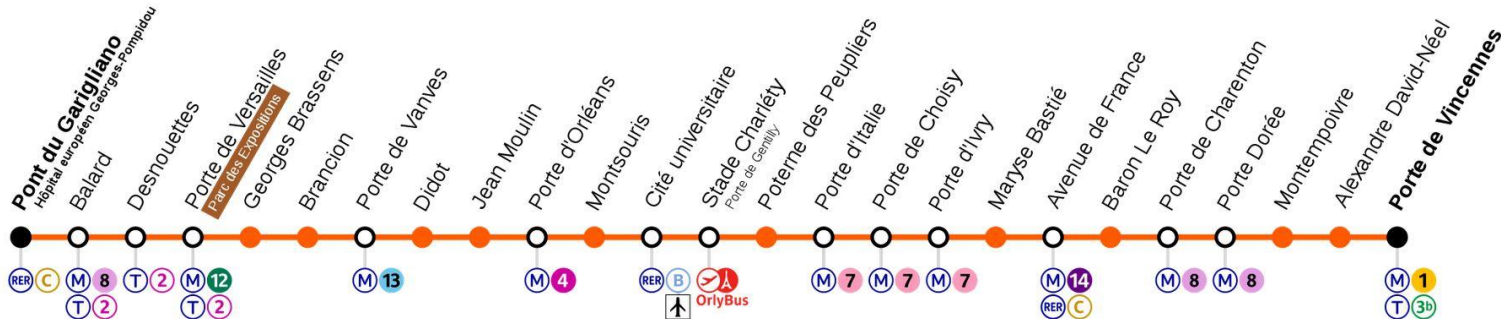 Pont du Garigliano
Hôpital européen Georges-Pompidou
Balard
Desnouettes
Porte de Versailles
Parc des Expositions
Georges Brassens
Brancion
Porte de Vanves
Didot
Jean Moulin
Porte d'Orléans
Montsouris
Cité universitaire
Stade Charléty
Porte de Gentilly
Poterne des Peupliers
Porte d'Italie
Porte de Choisy
Porte d'Ivry
Maryse Bastié
Avenue de France
Baron Le Roy
Porte de Charenton
Porte Dorée
Montempoivre
Alexandre David-Néel
Porte de Vincennes
RER C
M 8
T 2
T 2
M 12
T 2
M 13
M 4
RER B
OrlyBus
M 7
M 7
M 7
M 14
RER C
M 8
M 8
M 1
T 3b